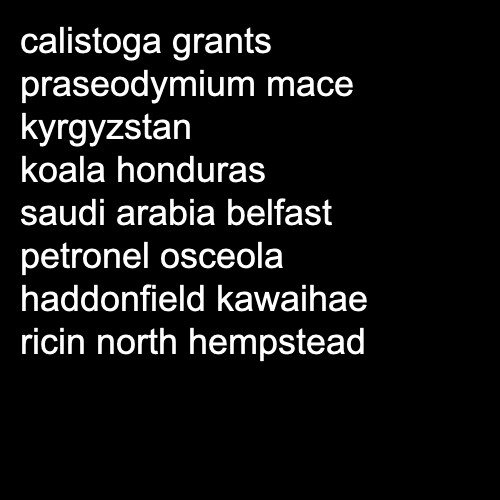 calistoga grants
praseodymium mace
kyrgyzstan
koala honduras
saudi arabia belfast
petronel osceola
haddonfield kawaihae
ricin north hempstead